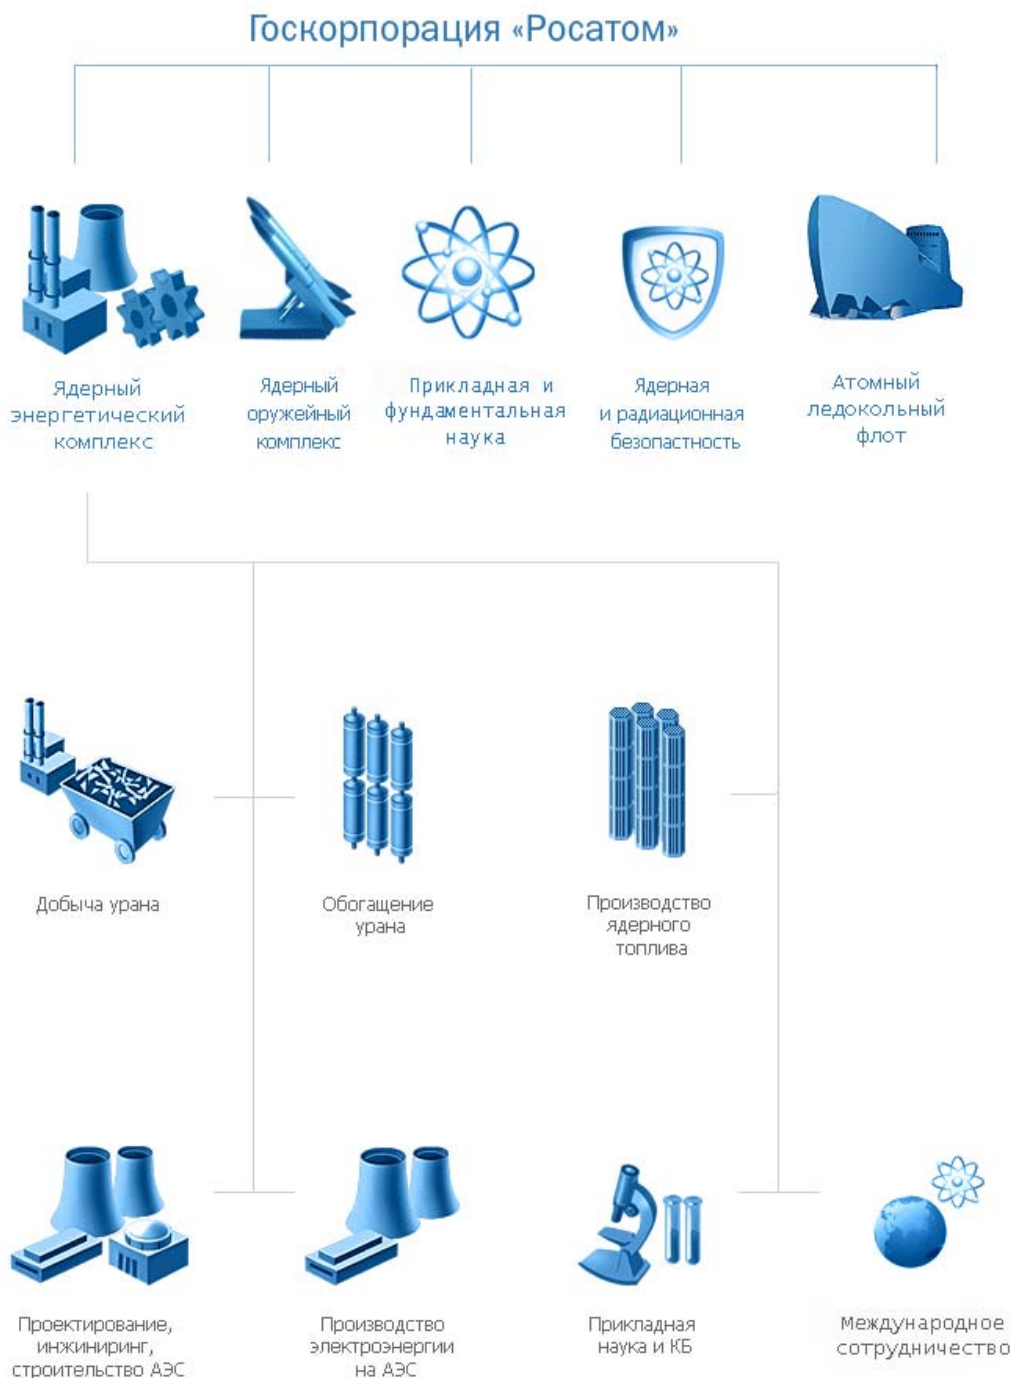 Госкорпорация «Росатом»
Ядерный
энергетический
комплекс
Ядерный
оружейный
комплекс
Прикладная и
фундаментальная
наука
Ядерная
и радиационная
безопастность
Атомный
ледокольный
флот
Добыча урана
Обогащение
урана
Производство
ядерного
топлива
Проектирование,
инжиниринг,
строительство АЭС
Производство
электроэнергии
на АЭС
Прикладная
наука и КБ
Международное
сотрудничество